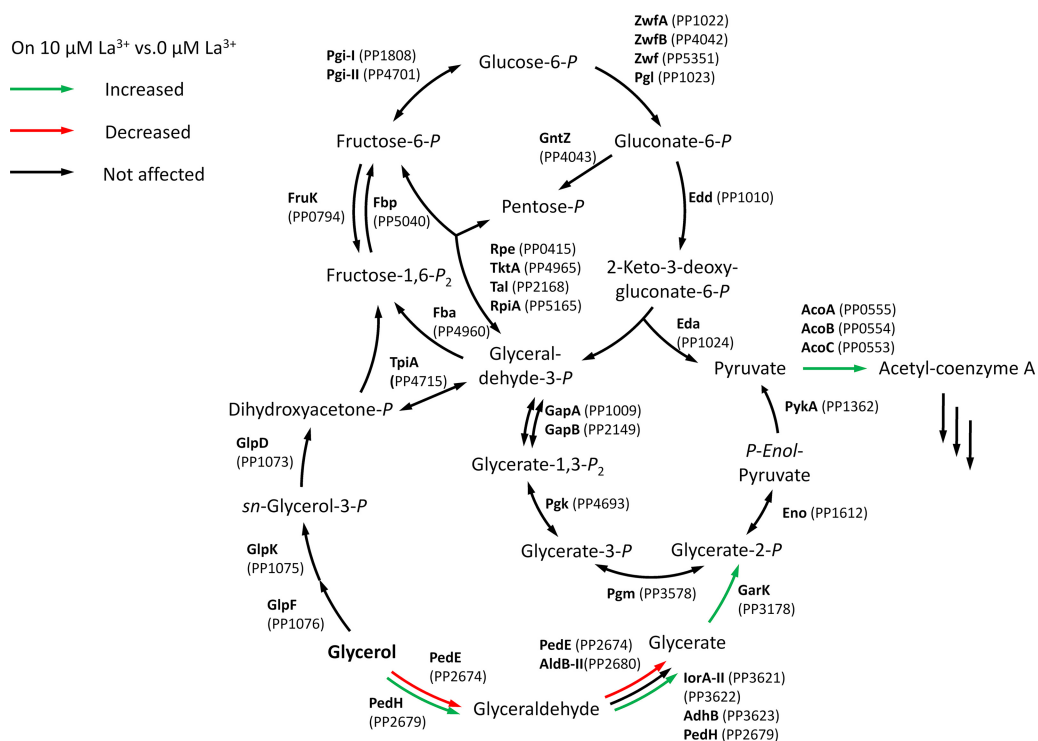 On 10 µM La³⁺ vs.0 µM La³⁺
Increased
Decreased
Not affected
Pgi-I (PP1808)
Pgi-II (PP4701)
Glucose-6-P
ZwfA (PP1022)
ZwfB (PP4042)
Zwf (PP5351)
Pgl (PP1023)
Fructose-6-P
GntZ
(PP4043)
Gluconate-6-P
FruK
(PP0794)
Fbp
(PP5040)
Pentose-P
Edd (PP1010)
Rpe (PP0415)
TktA (PP4965)
Tal (PP2168)
RpiA (PP5165)
Fructose-1,6-P₂
2-Keto-3-deoxy-
gluconate-6-P
Fba
(PP4960)
Eda
(PP1024)
AcoA (PP0555)
AcoB (PP0554)
AcoC (PP0553)
TpiA
(PP4715)
Glyceral-
dehyde-3-P
Pyruvate
Acetyl-coenzyme A
Dihydroxyacetone-P
GapA (PP1009)
GapB (PP2149)
PykA (PP1362)
GlpD
(PP1073)
Glycerate-1,3-P₂
P-Enol-
Pyruvate
sn-Glycerol-3-P
Pgk (PP4693)
Eno (PP1612)
GlpK
(PP1075)
Glycerate-3-P
Glycerate-2-P
Pgm (PP3578)
GarK
(PP3178)
GlpF
(PP1076)
Glycerol
PedE
(PP2674)
PedE (PP2674)
AldB-II(PP2680)
Glycerate
PedH
(PP2679)
Glyceraldehyde
IorA-II (PP3621)
(PP3622)
AdhB (PP3623)
PedH (PP2679)